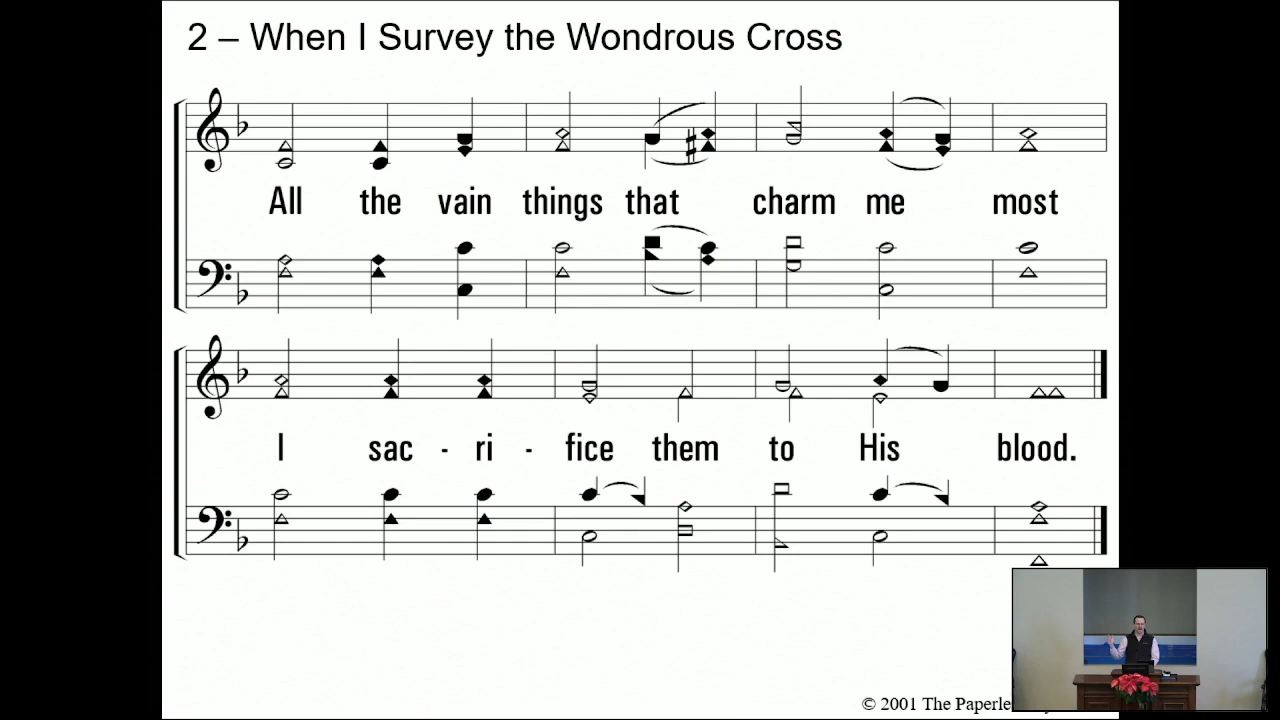 2 – When I Survey the Wondrous Cross
All the vain things that charm me most
I sac - ri - fice them to His blood.
© 2001 The